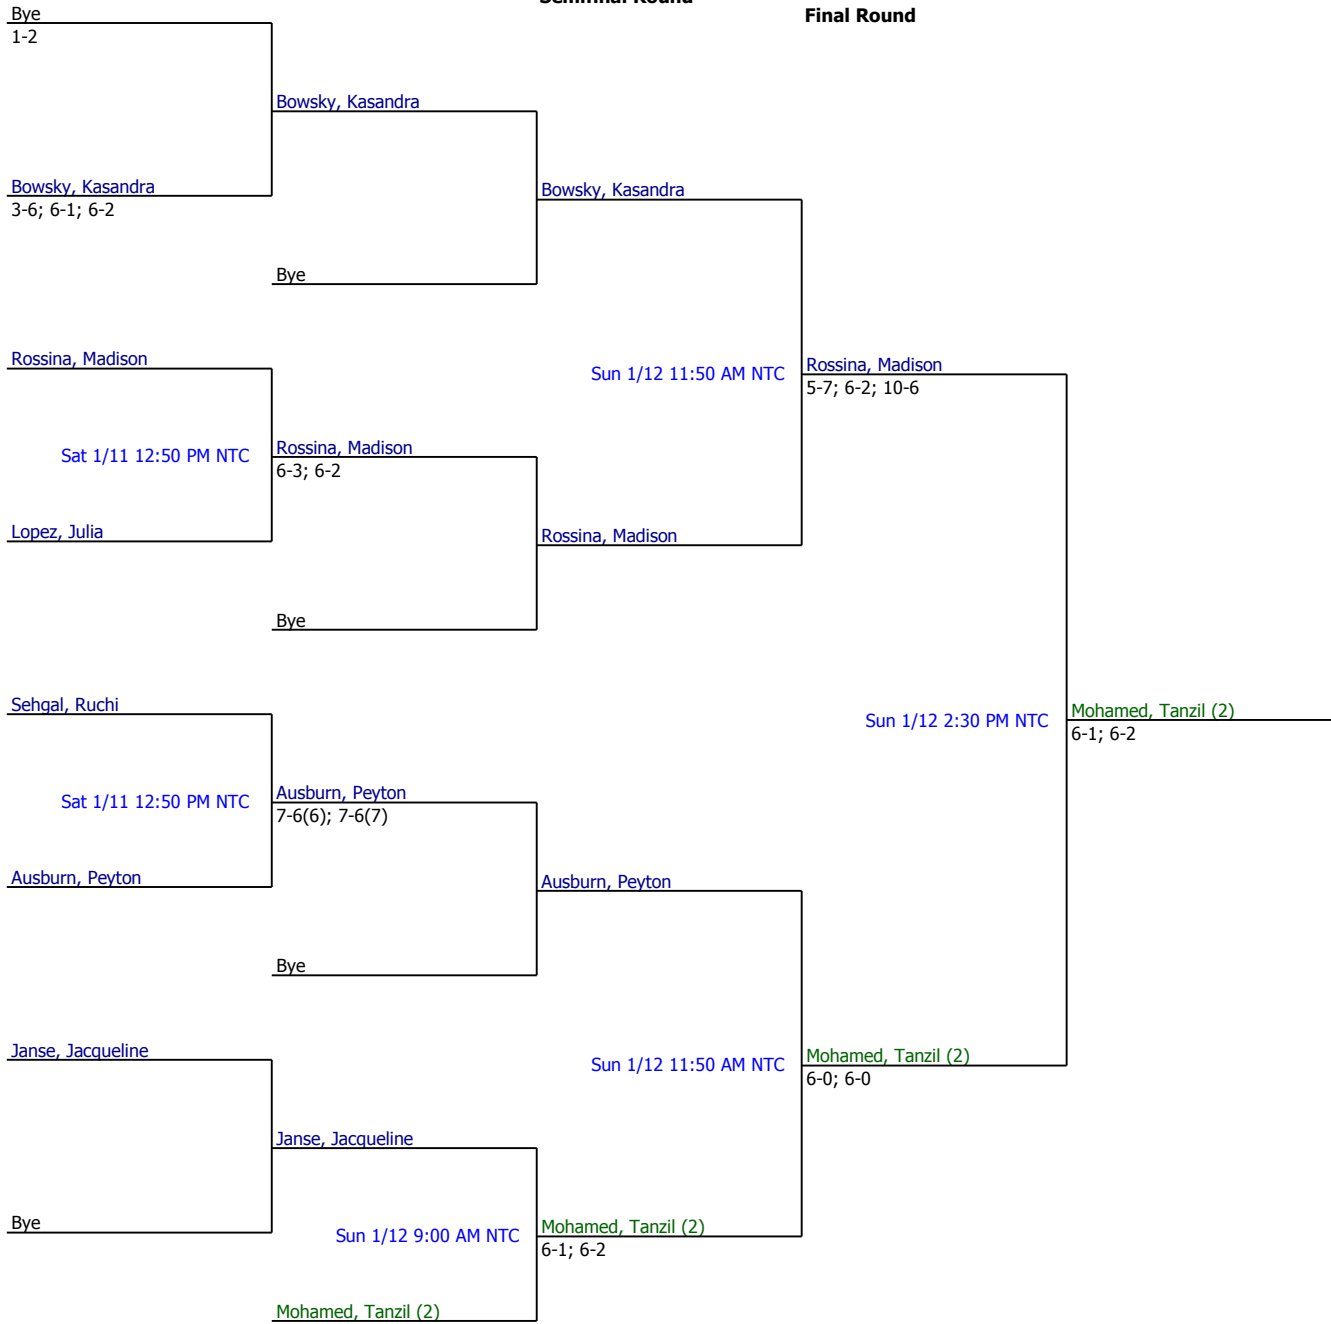 Semifinal Round
Final Round
Bye
1-2
Bowsky, Kasandra
Bowsky, Kasandra
3-6; 6-1; 6-2
Bowsky, Kasandra
Bye
Rossina, Madison
Sun 1/12 11:50 AM NTC
Rossina, Madison
5-7; 6-2; 10-6
Sat 1/11 12:50 PM NTC
Rossina, Madison
6-3; 6-2
Lopez, Julia
Rossina, Madison
Bye
Sehgal, Ruchi
Sun 1/12 2:30 PM NTC
Mohamed, Tanzil (2)
6-1; 6-2
Sat 1/11 12:50 PM NTC
Ausburn, Peyton
7-6(6); 7-6(7)
Ausburn, Peyton
Ausburn, Peyton
Bye
Janse, Jacqueline
Sun 1/12 11:50 AM NTC
Mohamed, Tanzil (2)
6-0; 6-0
Janse, Jacqueline
Bye
Sun 1/12 9:00 AM NTC
Mohamed, Tanzil (2)
6-1; 6-2
Mohamed, Tanzil (2)